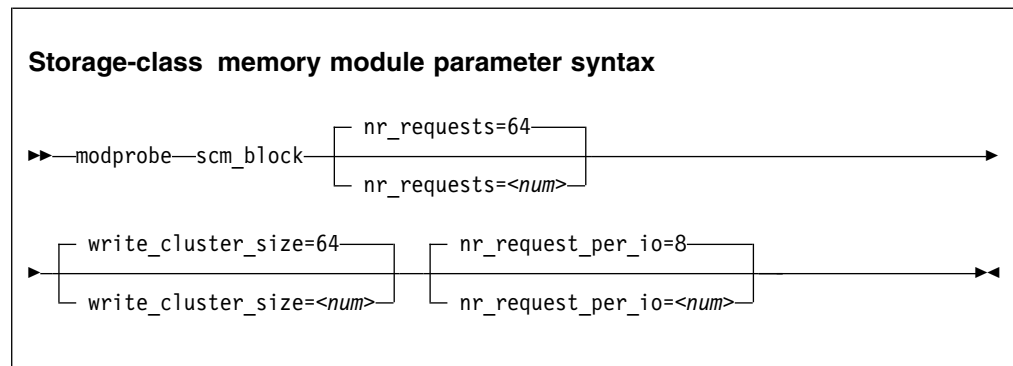 Storage-class memory module parameter syntax
nr_requests=64
modprobe scm_block
nr_requests=<num>
write_cluster_size=64 nr_request_per_io=8
write_cluster_size=<num> nr_request_per_io=<num>